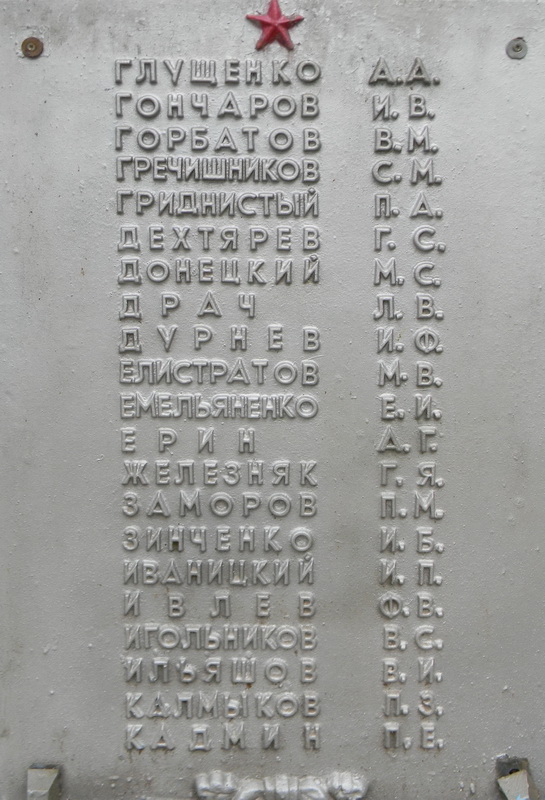 ГЛУЩЕНКО А.А.
ГОНЧАРОВ И.В.
ГОРБАТОВ В.М.
ГРЕЧИШНИКОВ С.М.
ГРИДНИСТЫЙ П.А.
ДЕХТЯРЕВ Г.С.
ДОНЕЦКИЙ М.С.
ДРАЧ Л.В.
ДУРНЕВ И.Ф.
ЕЛИСТРАТОВ М.В.
ЕМЕЛЬЯНЕНКО Е.И.
ЕРИН А.Г.
ЖЕЛЕЗНЯК Г.Я.
ЗАМОРОВ П.М.
ЗИНЧЕНКО И.Б.
ИВАНИЦКИЙ И.П.
ИВЛЕВ Ф.В.
ИГОЛЬНИКОВ В.С.
ИЛЬЯШОВ В.И.
КАЛМЫКОВ П.З.
КАДМИН П.Е.